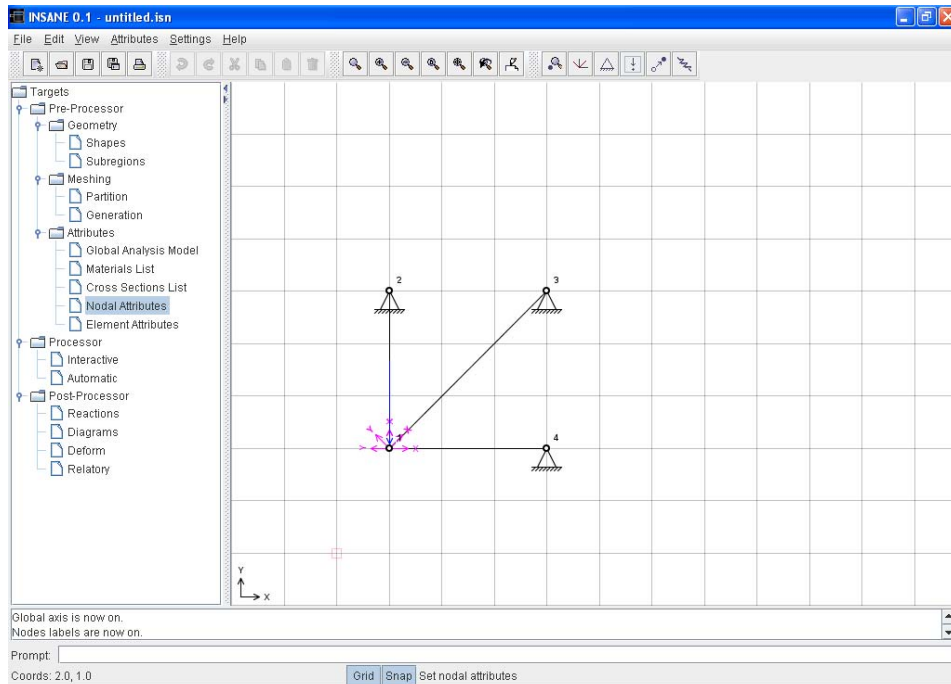 INSANE 0.1 - untitled.isn
File Edit View Attributes Settings Help
Targets
Pre-Processor
Geometry
Shapes
Subregions
Meshing
Partition
Generation
Attributes
Global Analysis Model
Materials List
Cross Sections List
Nodal Attributes
Element Attributes
Processor
Interactive
Automatic
Post-Processor
Reactions
Diagrams
Deform
Relatory
2
3
1
4
Y
X
Global axis is now on.
Nodes labels are now on.
Prompt:
Coords: 2.0, 1.0
Grid Snap Set nodal attributes